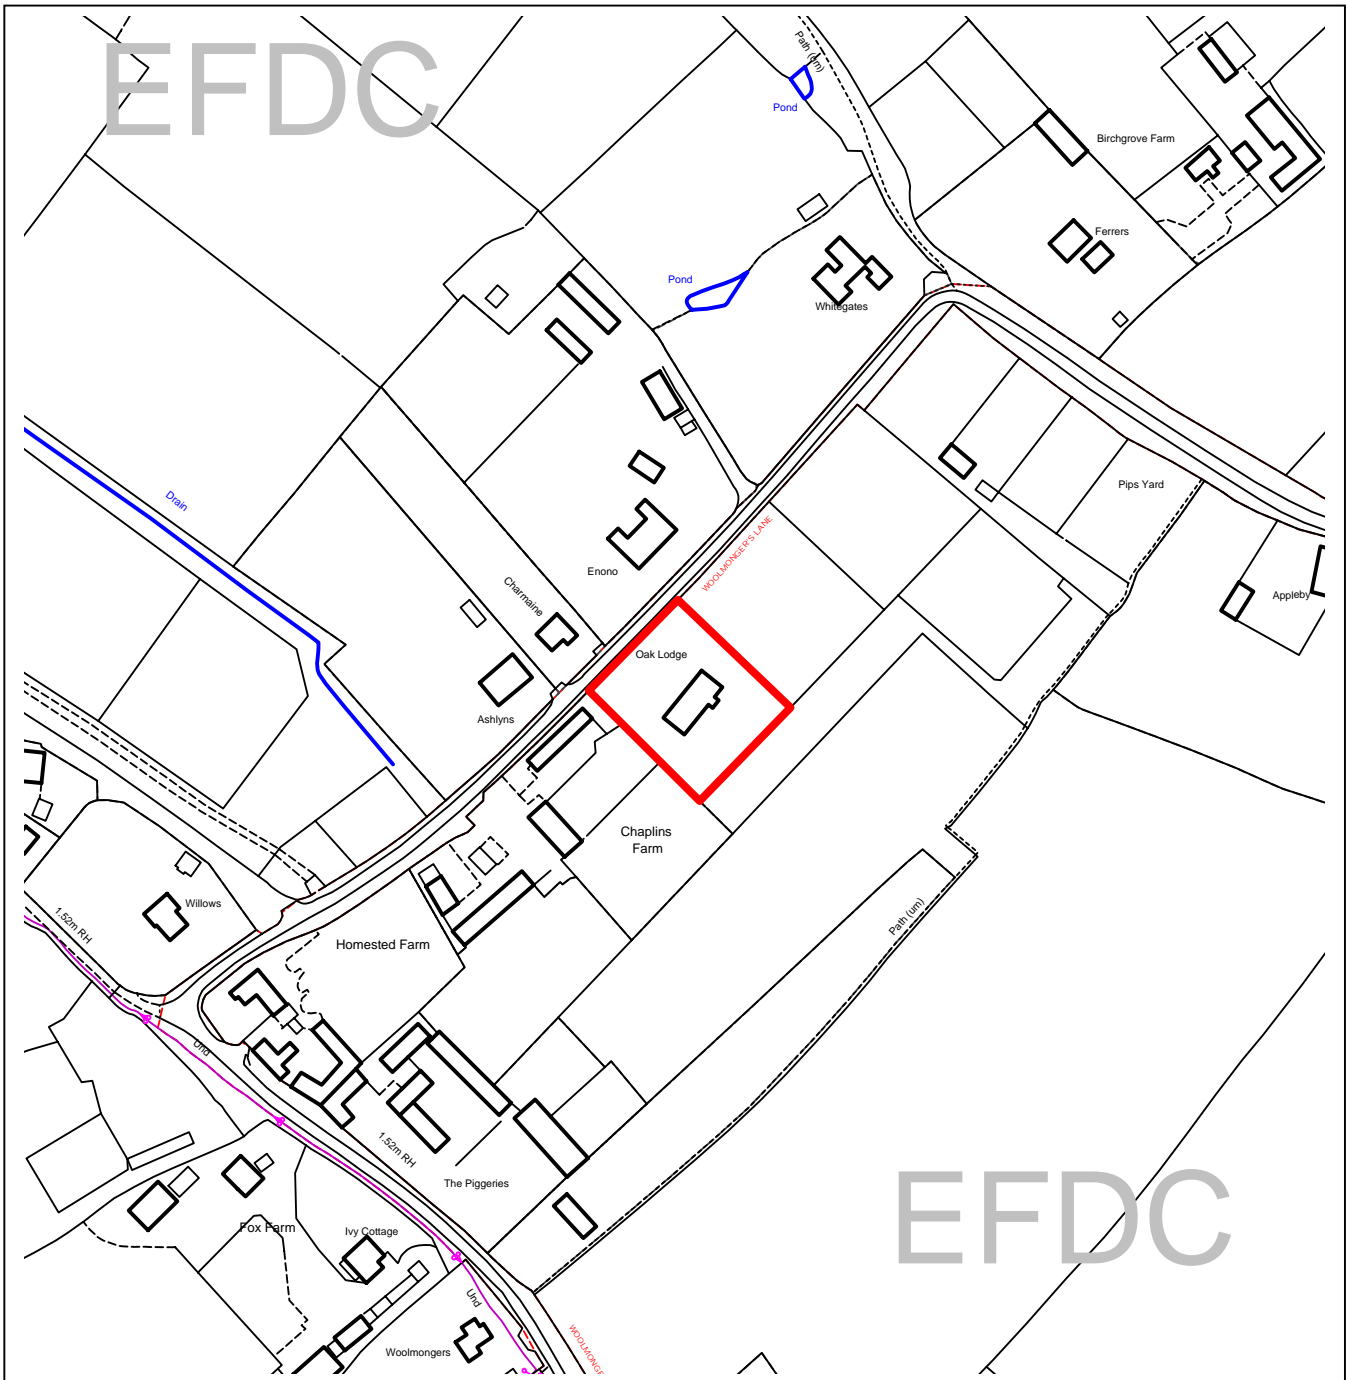 EFDC
Path (um)
Pond
Birchgrove Farm
Ferrers
Pond
Whitegates
Pips Yard
Drain
WOOLMONGER'S LANE
Enono
Charmaine
Appleby
Oak Lodge
Ashlyns
Chaplins
Farm
Willows
1.52m RH
Path (um)
Homested Farm
Und
1.52m RH
The Piggeries
EFDC
Fox Farm
Ivy Cottage
Und
Woolmongers